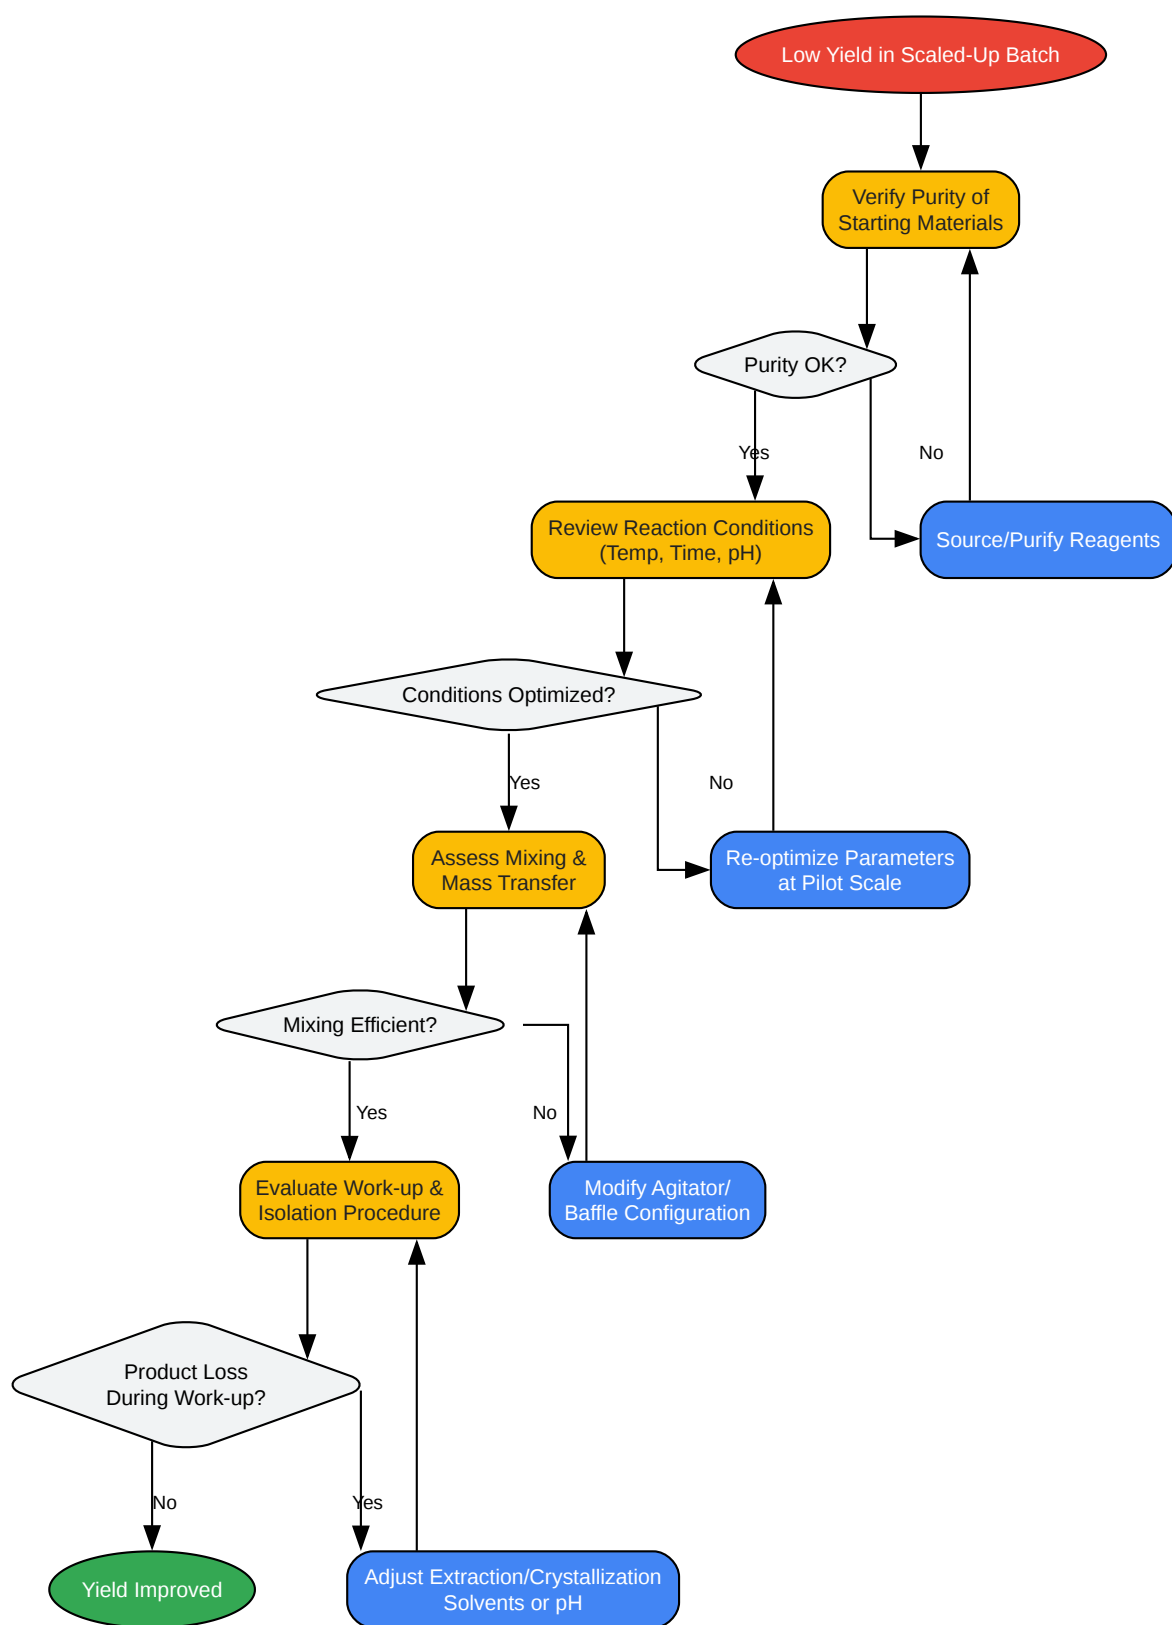 Low Yield in Scaled-Up Batch
Verify Purity of
Starting Materials
Purity OK?
Yes
No
Review Reaction Conditions
(Temp, Time, pH)
Source/Purify Reagents
Conditions Optimized?
Yes
No
Assess Mixing &
Mass Transfer
Re-optimize Parameters
at Pilot Scale
Mixing Efficient?
Yes
No
Evaluate Work-up &
Isolation Procedure
Modify Agitator/
Baffle Configuration
Product Loss
During Work-up?
No
Yes
Yield Improved
Adjust Extraction/Crystallization
Solvents or pH